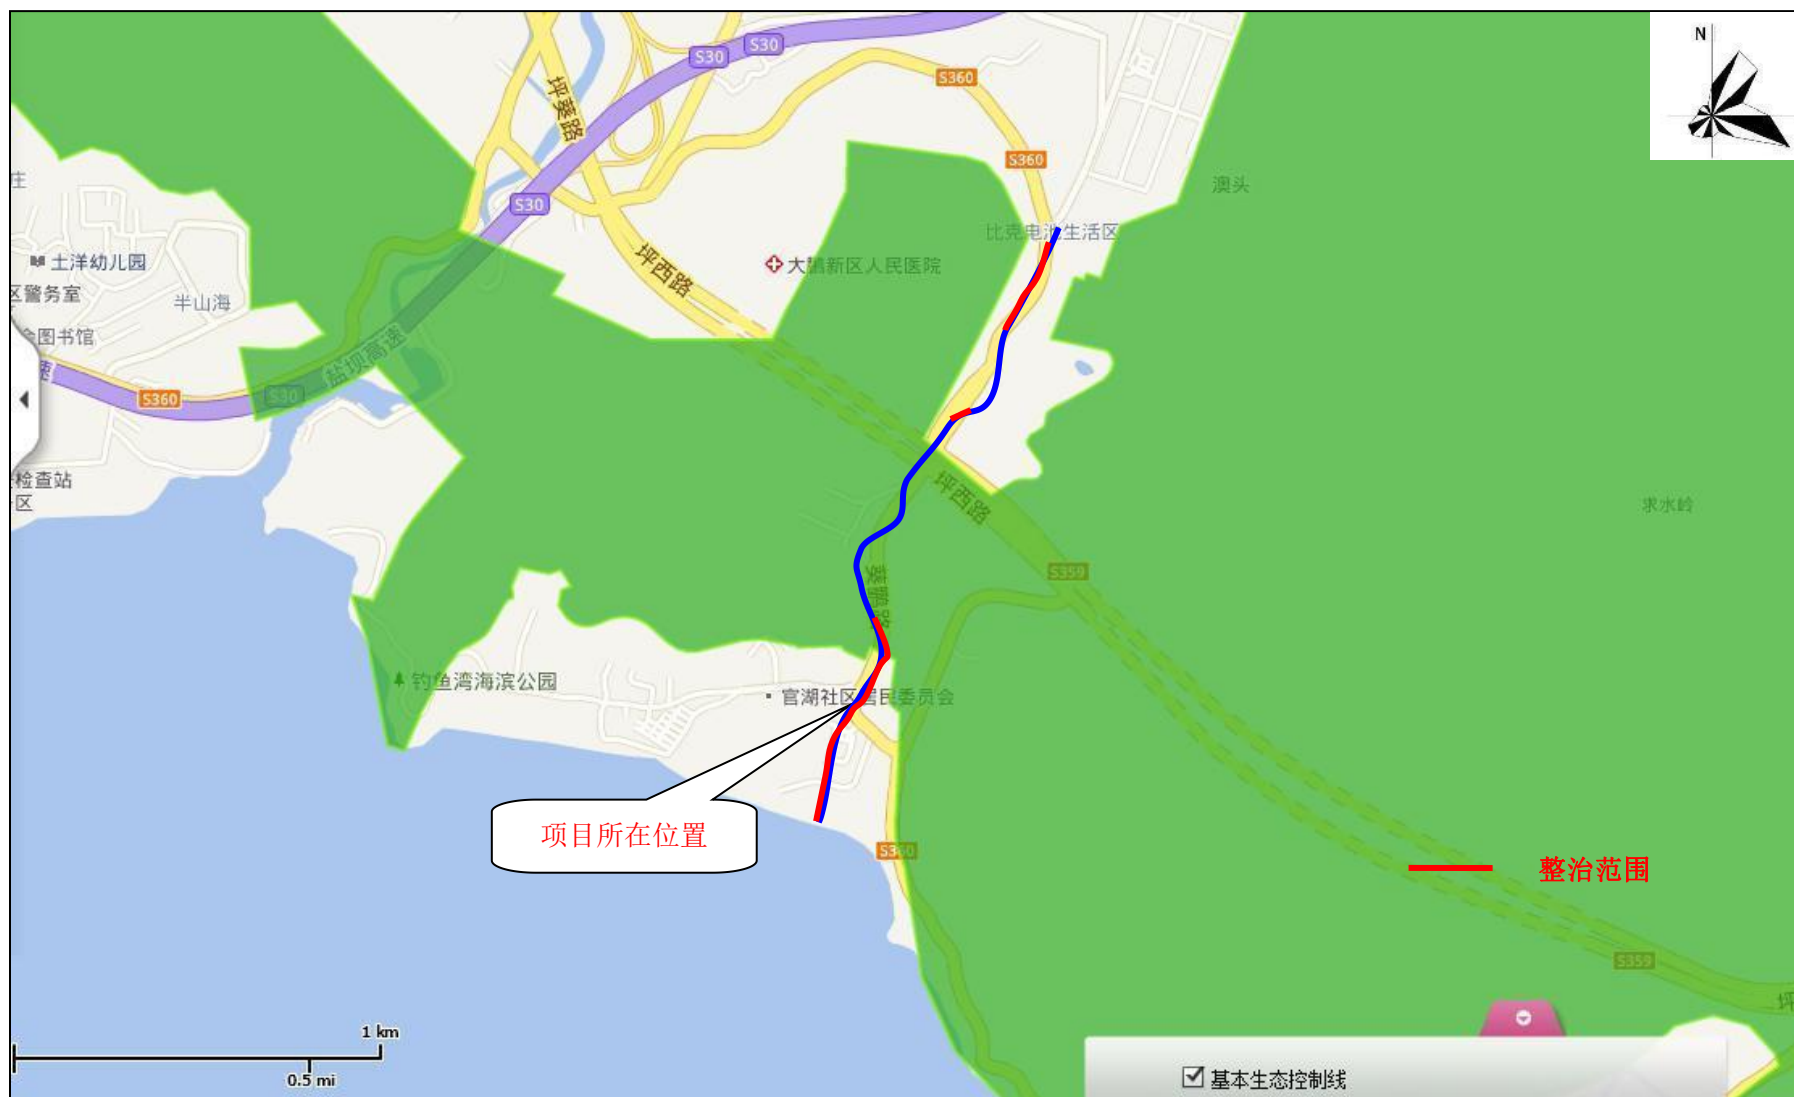 N
S30
S30
S360
坪葵路
S360
庄
澳头
S30
比克电池生活区
土洋幼儿园
坪西路
大鹏新区人民医院
区警务室
半山海
图书馆
盐坝高速
速
S360
S30
检查站
区
坪西路
求水岭
S359
葵鹏路
钓鱼湾海滨公园
官湖社区居民委员会
项目所在位置
S360
整治范围
S359
坪
1 km
0.5 mi
基本生态控制线